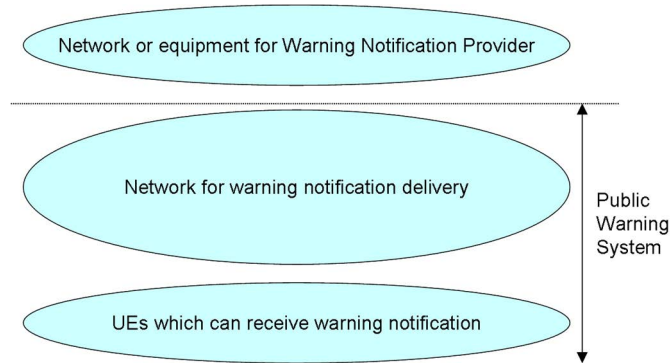 Network or equipment for Warning Notification Provider
Network for warning notification delivery
Public
Warning
System
UEs which can receive warning notification